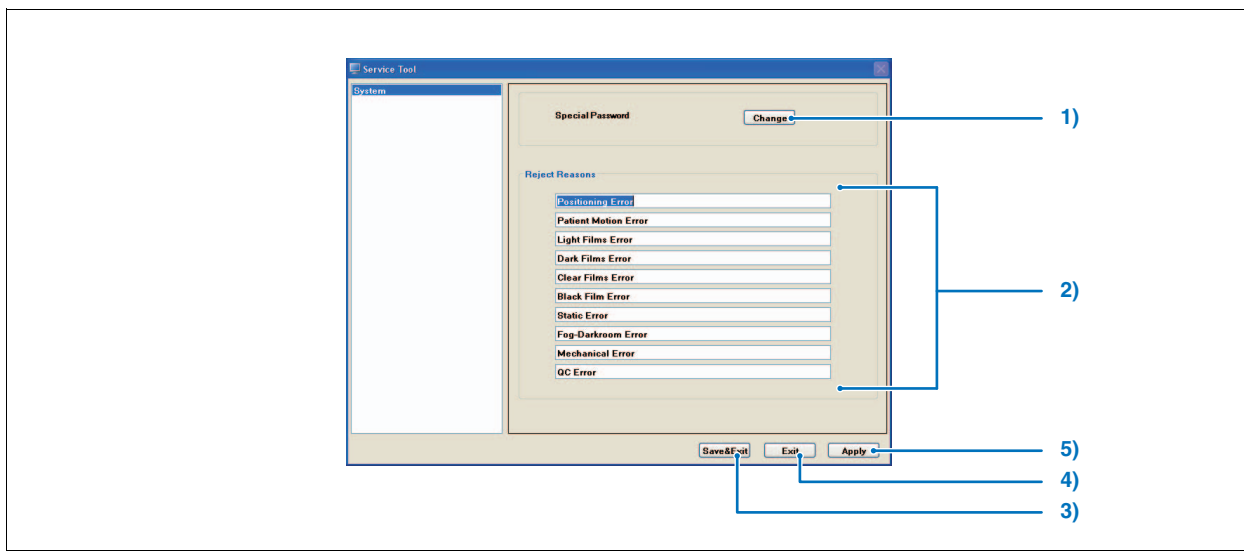 Service Tool
System
Special Password
Change
1)
Reject Reasons
Positioning Error
Patient Motion Error
Light Films Error
Dark Films Error
Clear Films Error
2)
Black Film Error
Static Error
Fog-Darkroom Error
Mechanical Error
QC Error
Save&Exit
Exit
Apply
5)
4)
3)